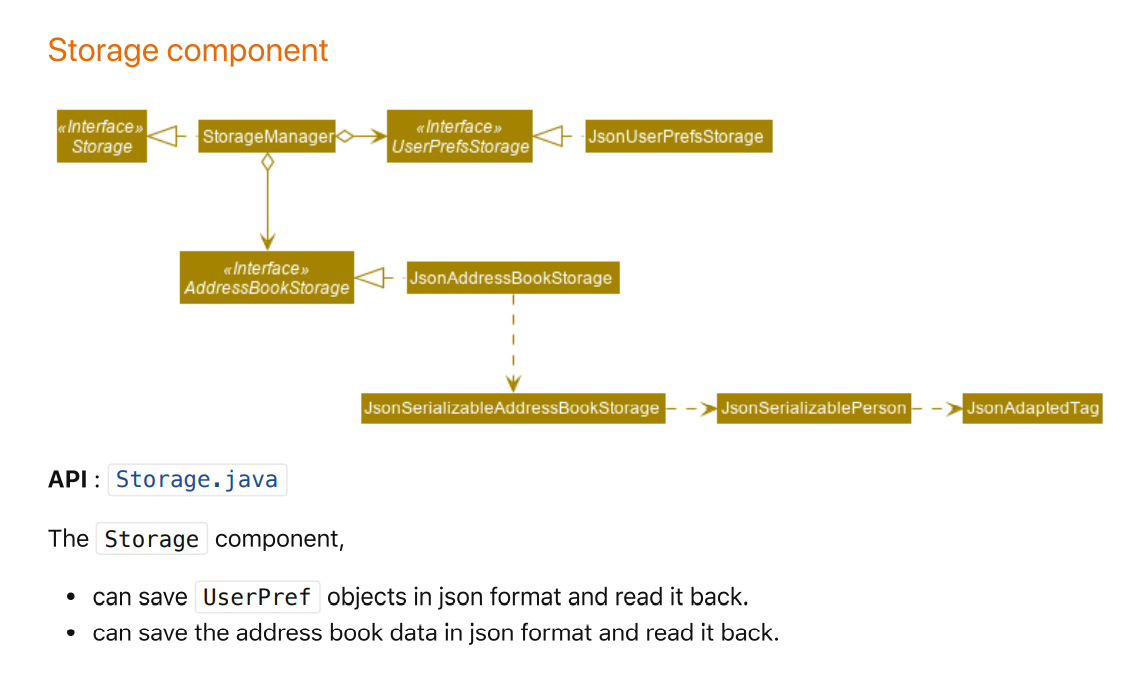 Storage component
«Interface»
Storage
StorageManager
«Interface»
UserPrefsStorage
JsonUserPrefsStorage
«Interface»
AddressBookStorage
JsonAddressBookStorage
JsonSerializableAddressBookStorage
JsonSerializablePerson
JsonAdaptedTag
API : Storage.java
The Storage component,
• can save UserPref objects in json format and read it back.
• can save the address book data in json format and read it back.